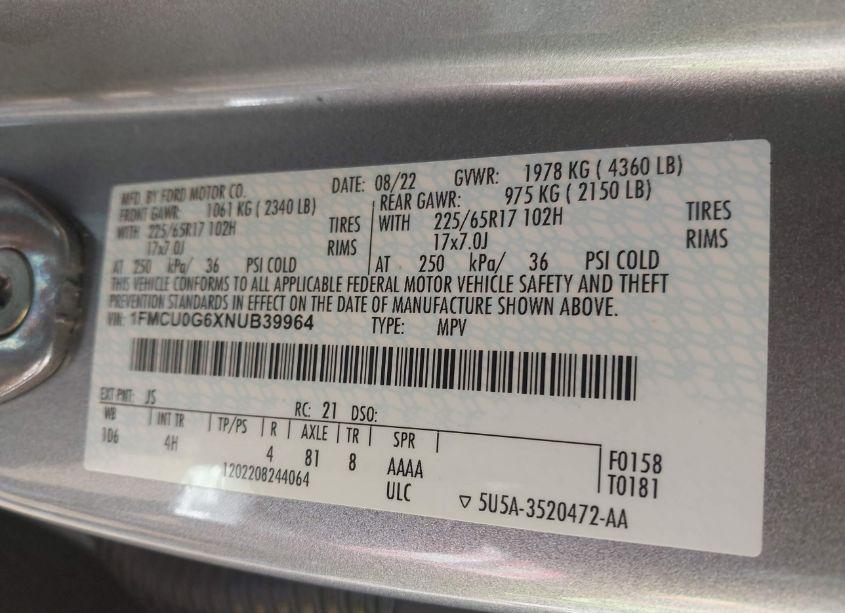 MFD. BY FORD MOTOR CO. DATE: 08/22 GVWR: 1978 KG ( 4360 LB)
FRONT GAWR: 1061 KG ( 2340 LB) REAR GAWR: 975 KG ( 2150 LB)
WITH 225/65R17 102H TIRES WITH 225/65R17 102H TIRES
17x7.0J RIMS 17x7.0J RIMS
AT 250 kPa/ 36 PSI COLD AT 250 kPa/ 36 PSI COLD
THIS VEHICLE CONFORMS TO ALL APPLICABLE FEDERAL MOTOR VEHICLE SAFETY AND THEFT
PREVENTION STANDARDS IN EFFECT ON THE DATE OF MANUFACTURE SHOWN ABOVE.
VIN: 1FMCU0G6XNUB39964 TYPE: MPV
EXT PNT: JS RC: 21 DSO:
WB INT TR TP/PS R AXLE TR SPR
106 4H 4 81 8 AAAA F0158
1202208244064 ULC T0181
▽ 5U5A-3520472-AA